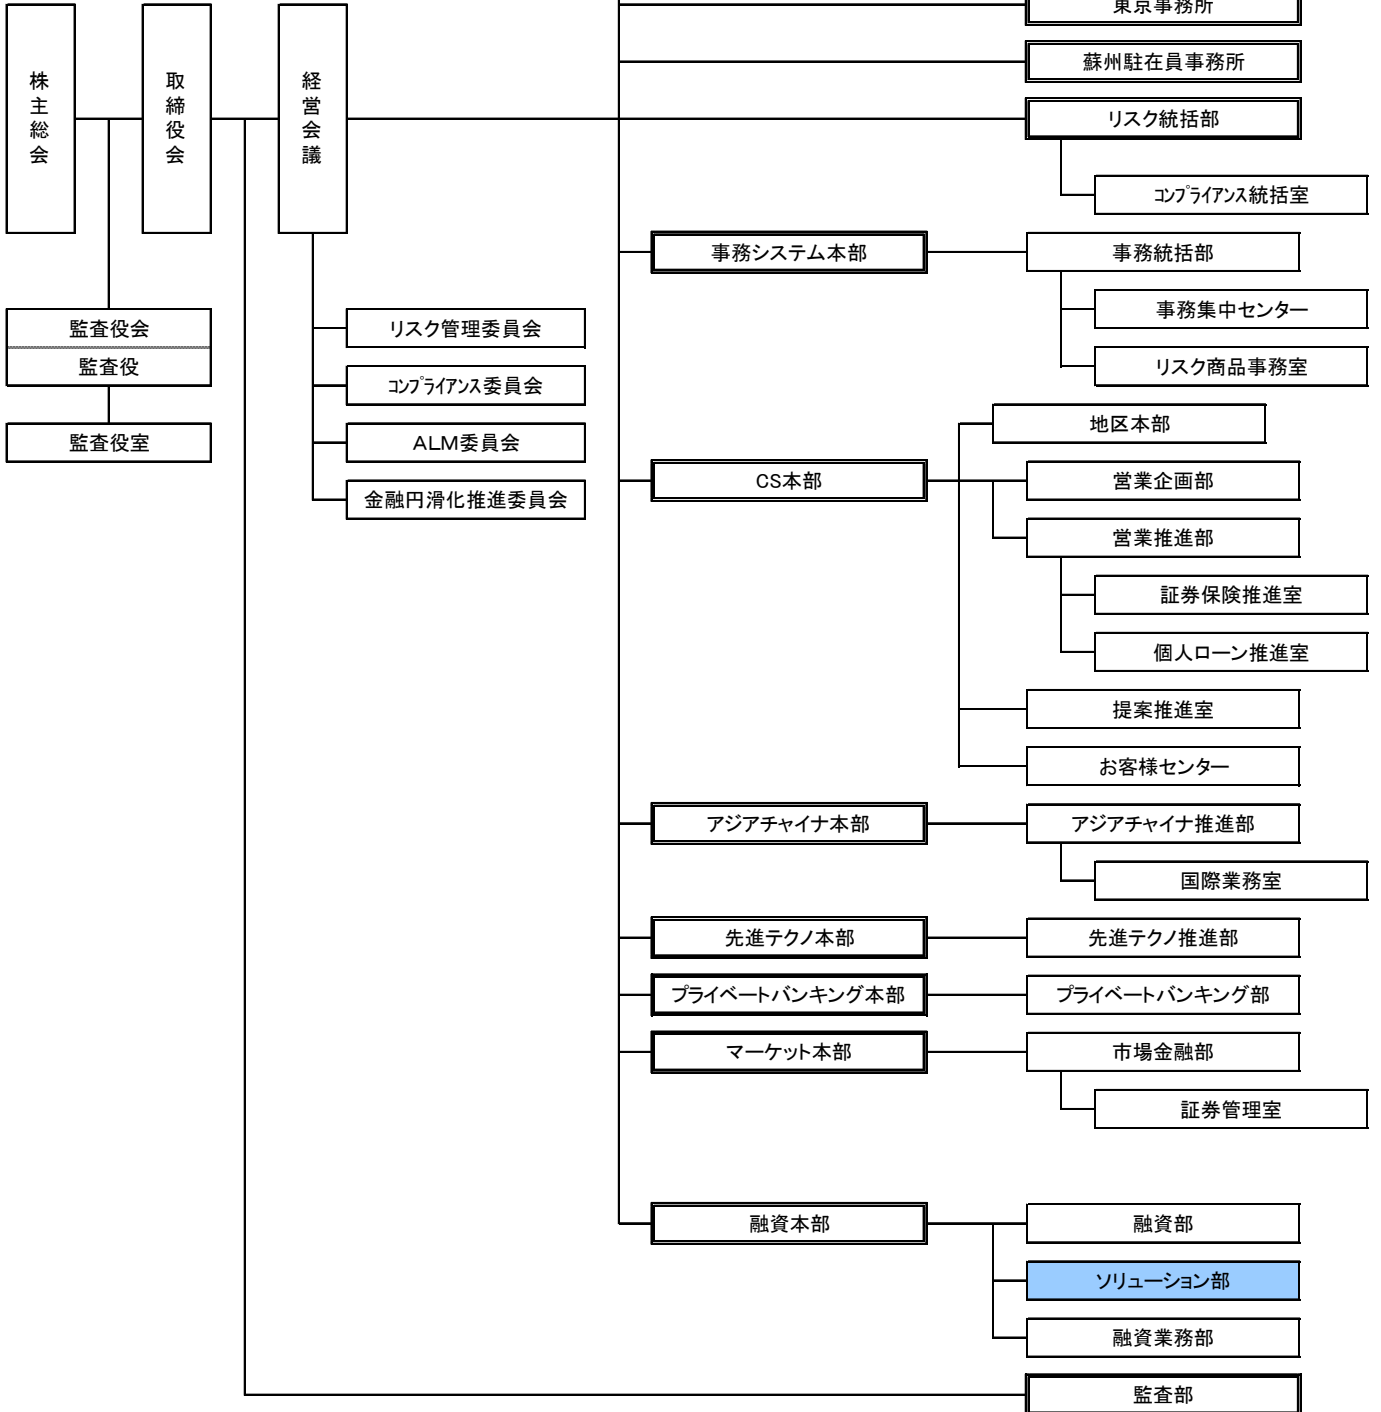 東京事務所
蘇州駐在員事務所
株主総会
取締役会
経営会議
リスク統括部
コンプライアンス統括室
事務システム本部
事務統括部
事務集中センター
リスク商品事務室
監査役会
監査役
監査役室
リスク管理委員会
コンプライアンス委員会
ALM委員会
金融円滑化推進委員会
地区本部
CS本部
営業企画部
営業推進部
証券保険推進室
個人ローン推進室
提案推進室
お客様センター
アジアチャイナ本部
アジアチャイナ推進部
国際業務室
先進テクノ本部
先進テクノ推進部
プライベートバンキング本部
プライベートバンキング部
マーケット本部
市場金融部
証券管理室
融資本部
融資部
ソリューション部
融資業務部
監査部